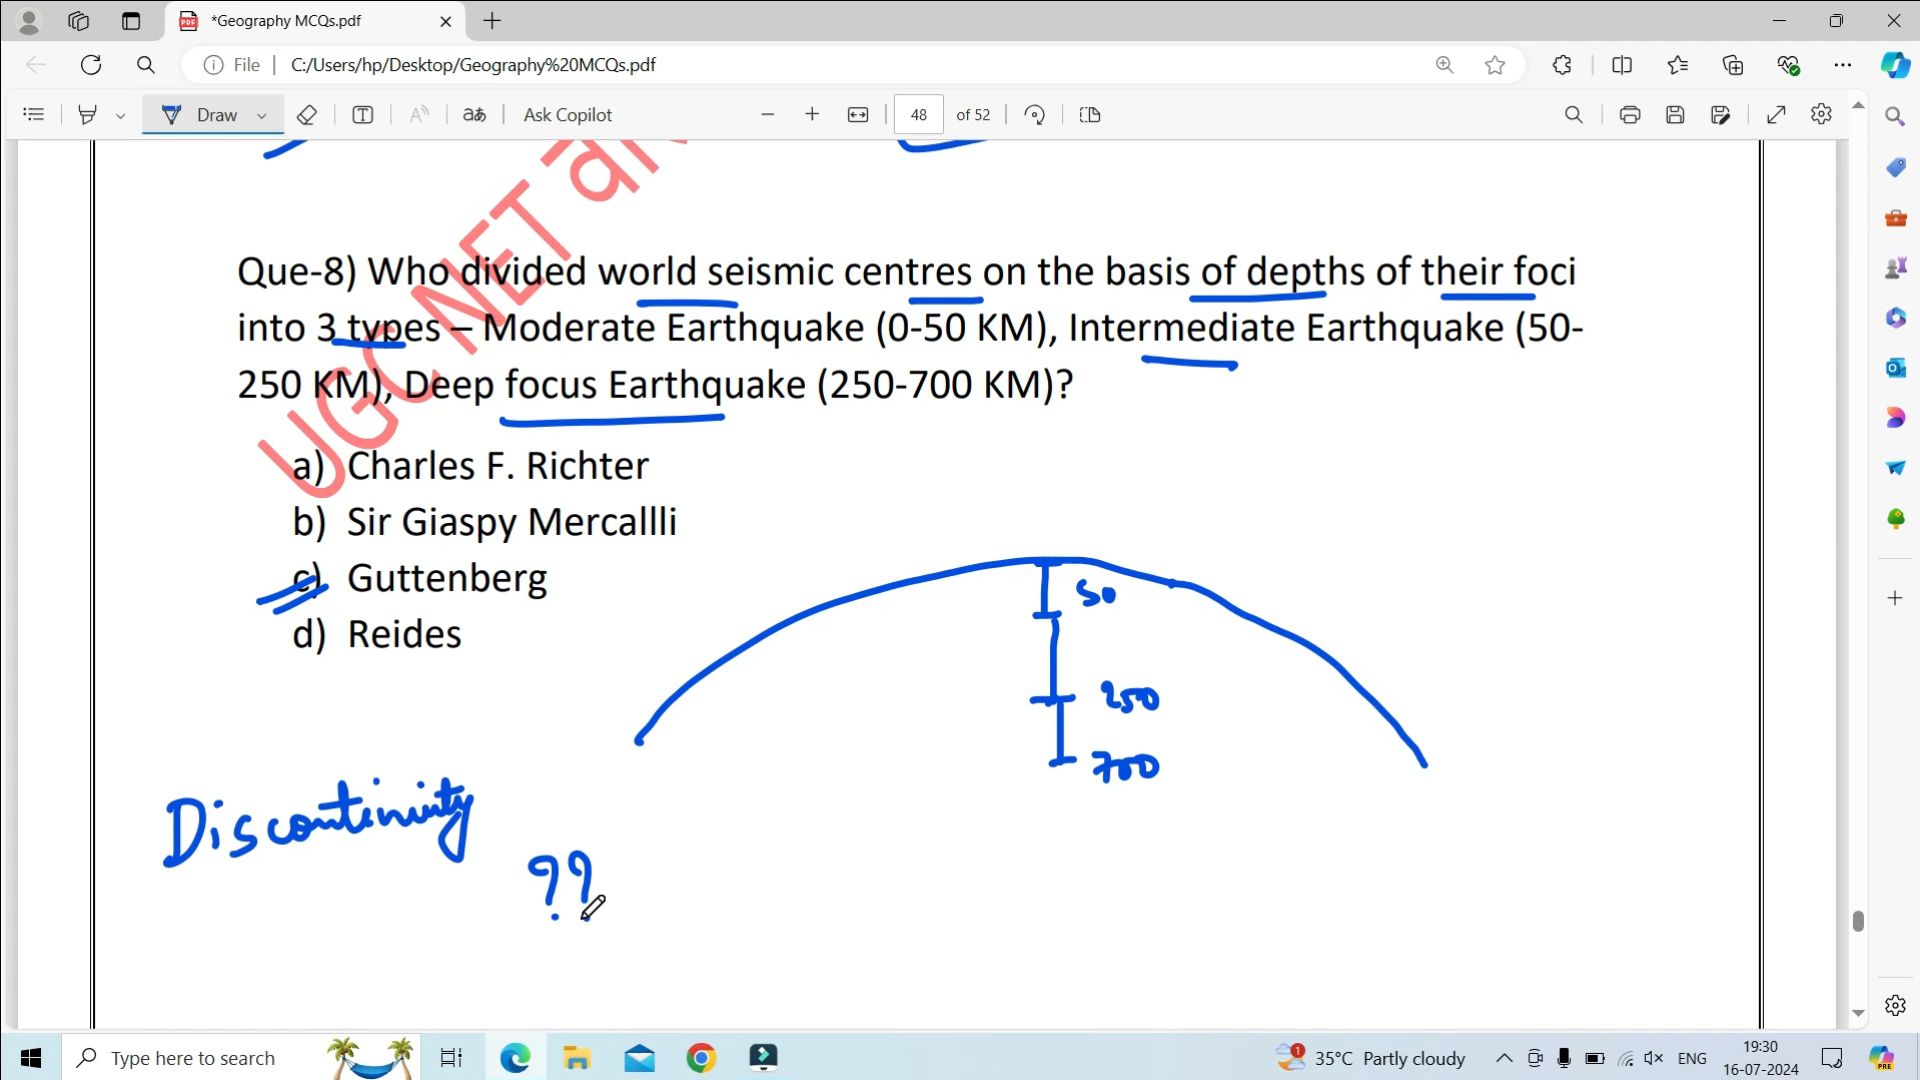 *Geography MCQs.pdf
File C:/Users/hp/Desktop/Geography%20MCQs.pdf
Draw
Ask Copilot
48 of 52
UGC NET an
Que-8) Who divided world seismic centres on the basis of depths of their foci
into 3 types – Moderate Earthquake (0-50 KM), Intermediate Earthquake (50-
250 KM), Deep focus Earthquake (250-700 KM)?
a) Charles F. Richter
b) Sir Giaspy Mercallli
c) Guttenberg
d) Reides
50
250
700
Discontinuity
??
Type here to search
35°C Partly cloudy
ENG
19:30
16-07-2024